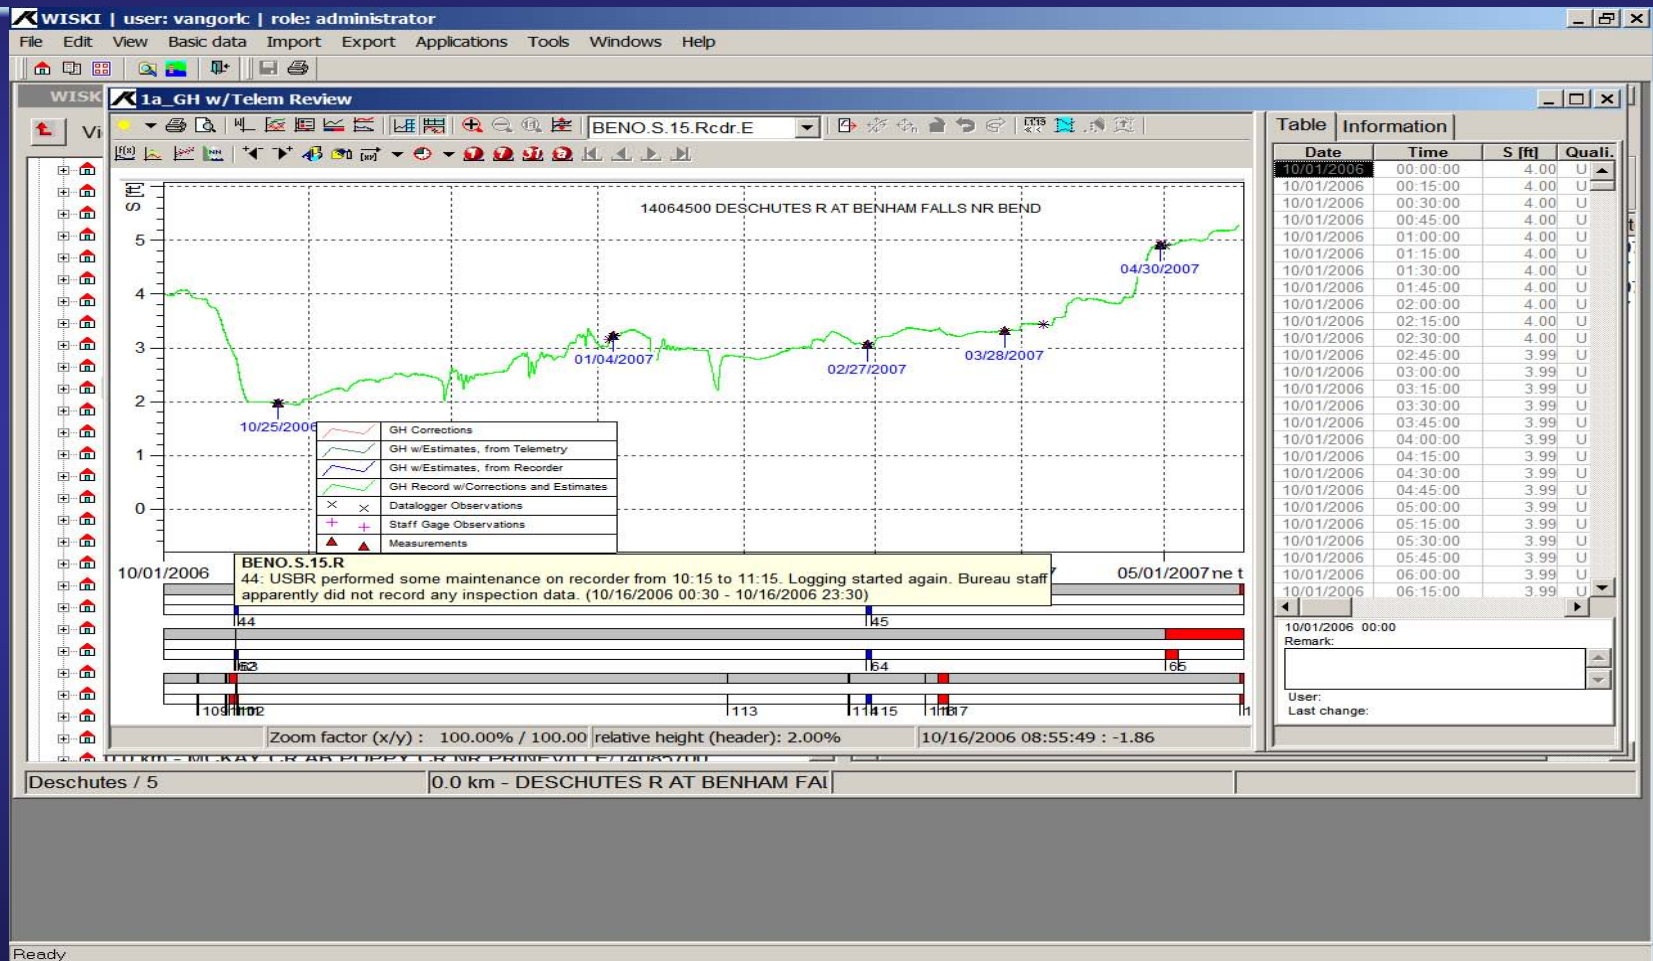 WISKI | user: vangorlc | role: administrator
File Edit View Basic data Import Export Applications Tools Windows Help
WISK
1a_GH w/Telem Review
Vi
BENO.S.15.Rcdr.E
S [ft]
14064500 DESCHUTES R AT BENHAM FALLS NR BEND
5
4
3
2
1
0
04/30/2007
01/04/2007
03/28/2007
02/27/2007
10/25/2006
GH Corrections
GH w/Estimates, from Telemetry
GH w/Estimates, from Recorder
GH Record w/Corrections and Estimates
Datalogger Observations
Staff Gage Observations
Measurements
10/01/2006
05/01/2007 ne t
BENO.S.15.R
44: USBR performed some maintenance on recorder from 10:15 to 11:15. Logging started again. Bureau staff
apparently did not record any inspection data. (10/16/2006 00:30 - 10/16/2006 23:30)
44 45
64 65
109 113 115 117
Zoom factor (x/y) : 100.00% / 100.00 relative height (header): 2.00% 10/16/2006 08:55:49 : -1.86
Table Information
Date Time S [ft] Quali.
10/01/2006 00:00:00 4.00 U
10/01/2006 00:15:00 4.00 U
10/01/2006 00:30:00 4.00 U
10/01/2006 00:45:00 4.00 U
10/01/2006 01:00:00 4.00 U
10/01/2006 01:15:00 4.00 U
10/01/2006 01:30:00 4.00 U
10/01/2006 01:45:00 4.00 U
10/01/2006 02:00:00 4.00 U
10/01/2006 02:15:00 4.00 U
10/01/2006 02:30:00 4.00 U
10/01/2006 02:45:00 3.99 U
10/01/2006 03:00:00 3.99 U
10/01/2006 03:15:00 3.99 U
10/01/2006 03:30:00 3.99 U
10/01/2006 03:45:00 3.99 U
10/01/2006 04:00:00 3.99 U
10/01/2006 04:15:00 3.99 U
10/01/2006 04:30:00 3.99 U
10/01/2006 04:45:00 3.99 U
10/01/2006 05:00:00 3.99 U
10/01/2006 05:15:00 3.99 U
10/01/2006 05:30:00 3.99 U
10/01/2006 05:45:00 3.99 U
10/01/2006 06:00:00 3.99 U
10/01/2006 06:15:00 3.99 U
10/01/2006 00:00
Remark:
User:
Last change:
0.0 km - MCKAY CR AB POPPY CR NR PRINEVILLE/14085700
Deschutes / 5
0.0 km - DESCHUTES R AT BENHAM FAL
Ready